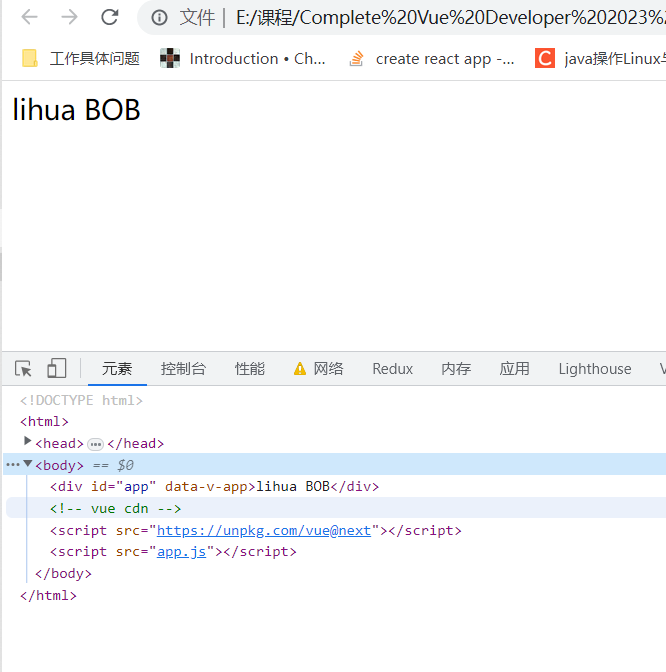 文件 | E:/课程/Complete%20Vue%20Developer%202023%
工作具体问题 Introduction • Ch... create react app -... java操作Linux
lihua BOB
元素 控制台 性能 网络 Redux 内存 应用 Lighthouse
<!DOCTYPE html>
<html>
<head> ... </head>
<body> == $0
<div id="app" data-v-app>lihua BOB</div>
<!-- vue cdn -->
<script src="https://unpkg.com/vue@next"></script>
<script src="app.js"></script>
</body>
</html>